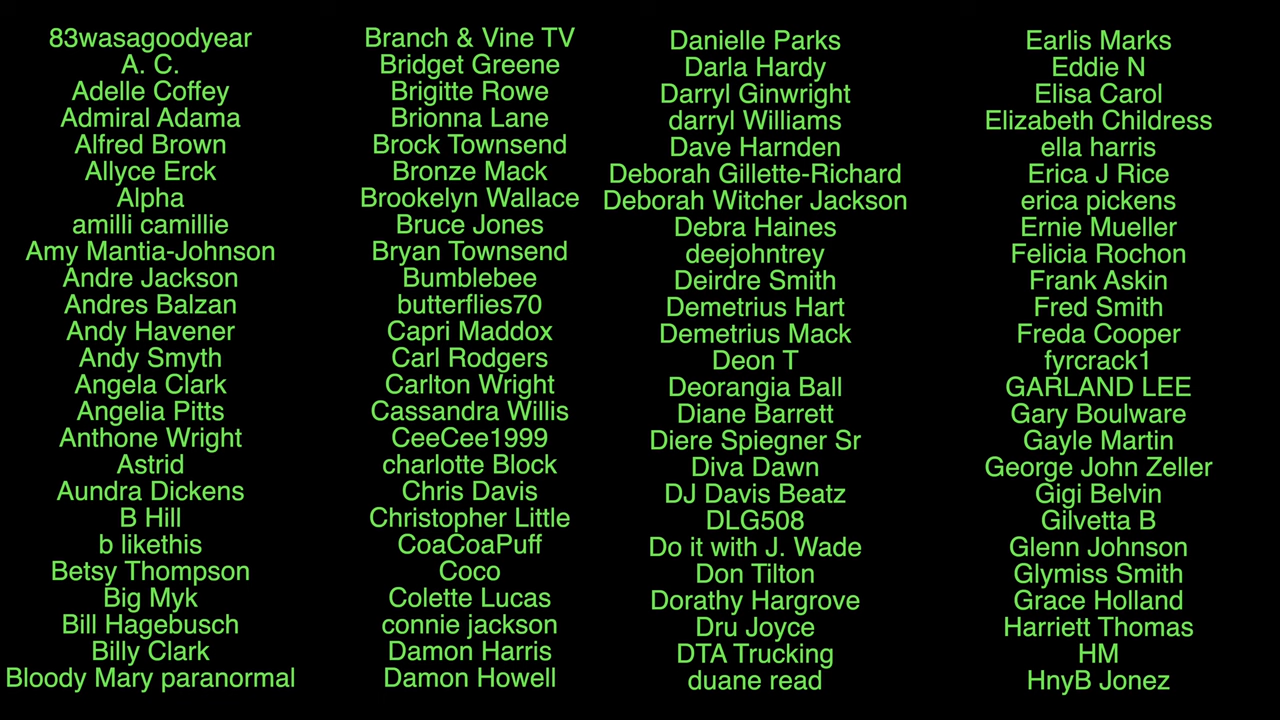 83wasagoodyear
A. C.
Adelle Coffey
Admiral Adama
Alfred Brown
Allyce Erck
Alpha
amilli camillie
Amy Mantia-Johnson
Andre Jackson
Andres Balzan
Andy Havener
Andy Smyth
Angela Clark
Angelia Pitts
Anthone Wright
Astrid
Aundra Dickens
B Hill
b likethis
Betsy Thompson
Big Myk
Bill Hagebusch
Billy Clark
Bloody Mary paranormal
Branch & Vine TV
Bridget Greene
Brigitte Rowe
Brionna Lane
Brock Townsend
Bronze Mack
Brookelyn Wallace
Bruce Jones
Bryan Townsend
Bumblebee
butterflies70
Capri Maddox
Carl Rodgers
Carlton Wright
Cassandra Willis
CeeCee1999
charlotte Block
Chris Davis
Christopher Little
CoaCoaPuff
Coco
Colette Lucas
connie jackson
Damon Harris
Damon Howell
Danielle Parks
Darla Hardy
Darryl Ginwright
darryl Williams
Dave Harnden
Deborah Gillette-Richard
Deborah Witcher Jackson
Debra Haines
deejohntrey
Deirdre Smith
Demetrius Hart
Demetrius Mack
Deon T
Deorangia Ball
Diane Barrett
Diere Spiegner Sr
Diva Dawn
DJ Davis Beatz
DLG508
Do it with J. Wade
Don Tilton
Dorathy Hargrove
Dru Joyce
DTA Trucking
duane read
Earlis Marks
Eddie N
Elisa Carol
Elizabeth Childress
ella harris
Erica J Rice
erica pickens
Ernie Mueller
Felicia Rochon
Frank Askin
Fred Smith
Freda Cooper
fyrcrack1
GARLAND LEE
Gary Boulware
Gayle Martin
George John Zeller
Gigi Belvin
Gilvetta B
Glenn Johnson
Glymiss Smith
Grace Holland
Harriett Thomas
HM
HnyB Jonez